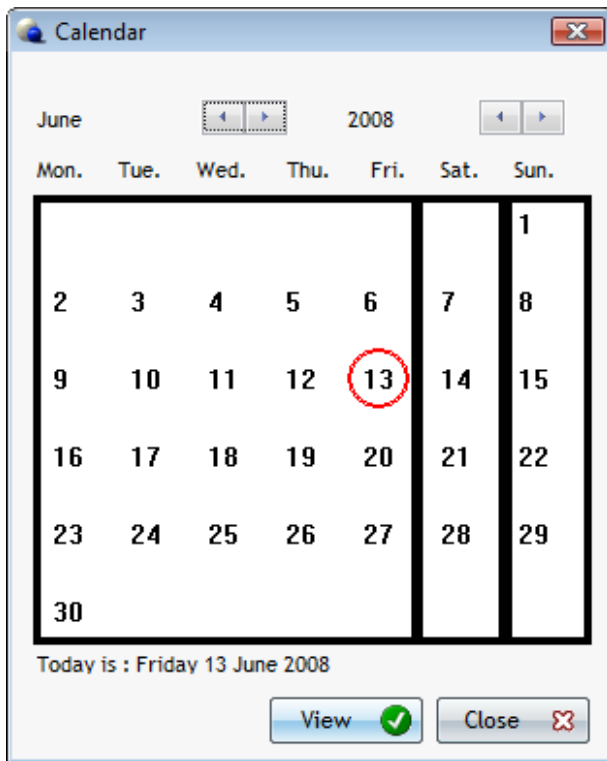 Calendar
June 2008
Mon. Tue. Wed. Thu. Fri. Sat. Sun.
1
2 3 4 5 6 7 8
9 10 11 12 13 14 15
16 17 18 19 20 21 22
23 24 25 26 27 28 29
30
Today is : Friday 13 June 2008
View Close